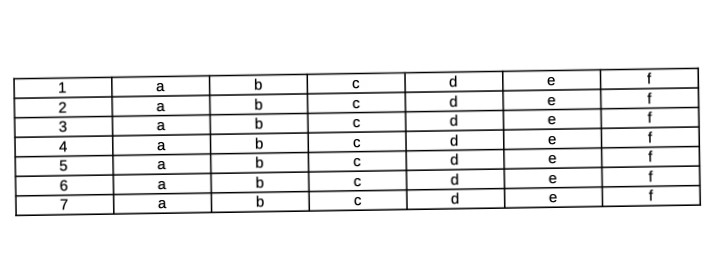 1 a b c d e f
2 a b c d e f
3 a b c d e f
4 a b c d e f
5 a b c d e f
6 a b c d e f
7 a b c d e f